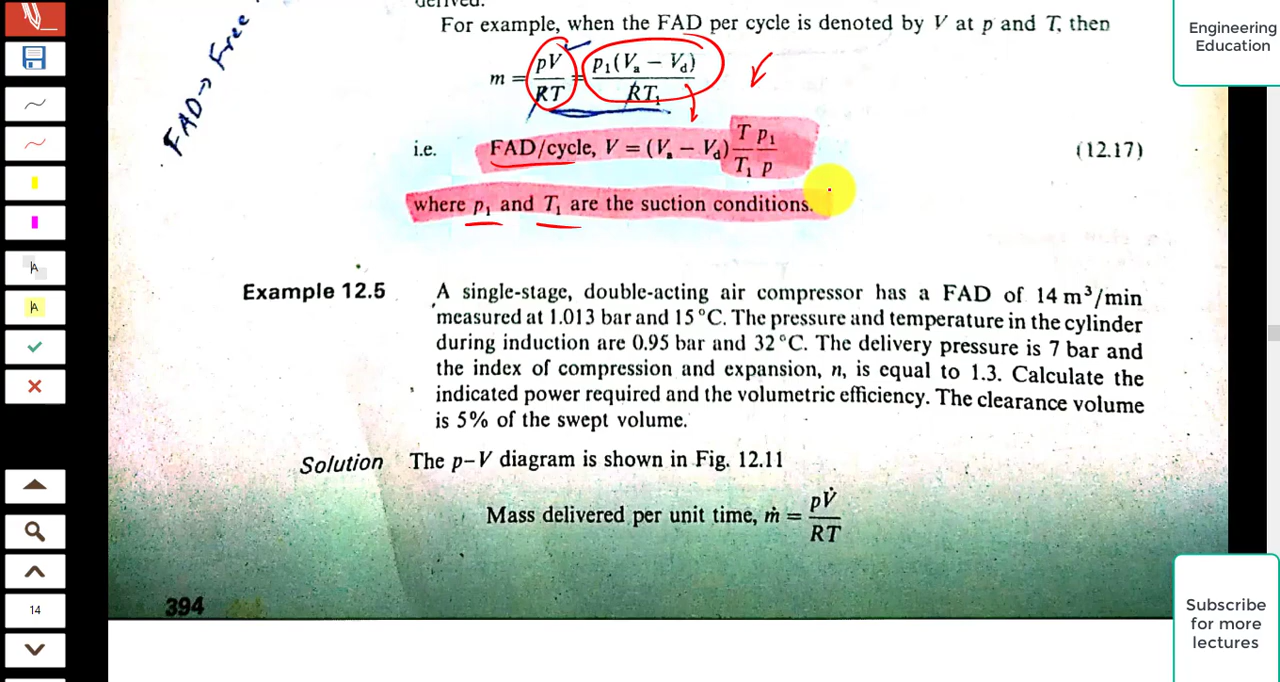 derived.
For example, when the FAD per cycle is denoted by V at p and T, then
m = pV/RT = p₁(Vₐ − V_d)/RT₁
i.e. FAD/cycle, V = (Vₐ − V_d) T/T₁ p₁/p (12.17)
where p₁ and T₁ are the suction conditions.
FAD → Free
Example 12.5 A single-stage, double-acting air compressor has a FAD of 14 m³/min
measured at 1.013 bar and 15 °C. The pressure and temperature in the cylinder
during induction are 0.95 bar and 32 °C. The delivery pressure is 7 bar and
the index of compression and expansion, n, is equal to 1.3. Calculate the
indicated power required and the volumetric efficiency. The clearance volume
is 5% of the swept volume.
Solution The p–V diagram is shown in Fig. 12.11
Mass delivered per unit time, ṁ = pV̇/RT
394
Engineering
Education
Subscribe
for more
lectures
A
A
14